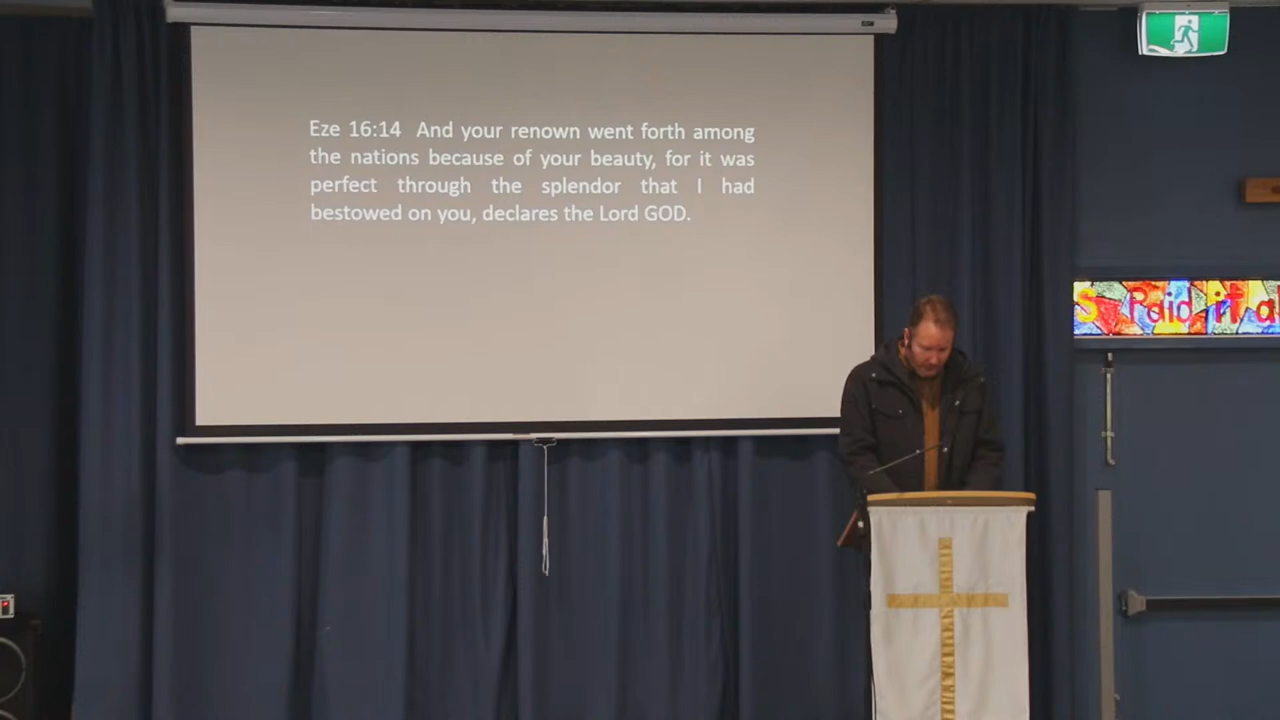 Eze 16:14 And your renown went forth among
the nations because of your beauty, for it was
perfect through the splendor that I had
bestowed on you, declares the Lord GOD.
S Paid it a